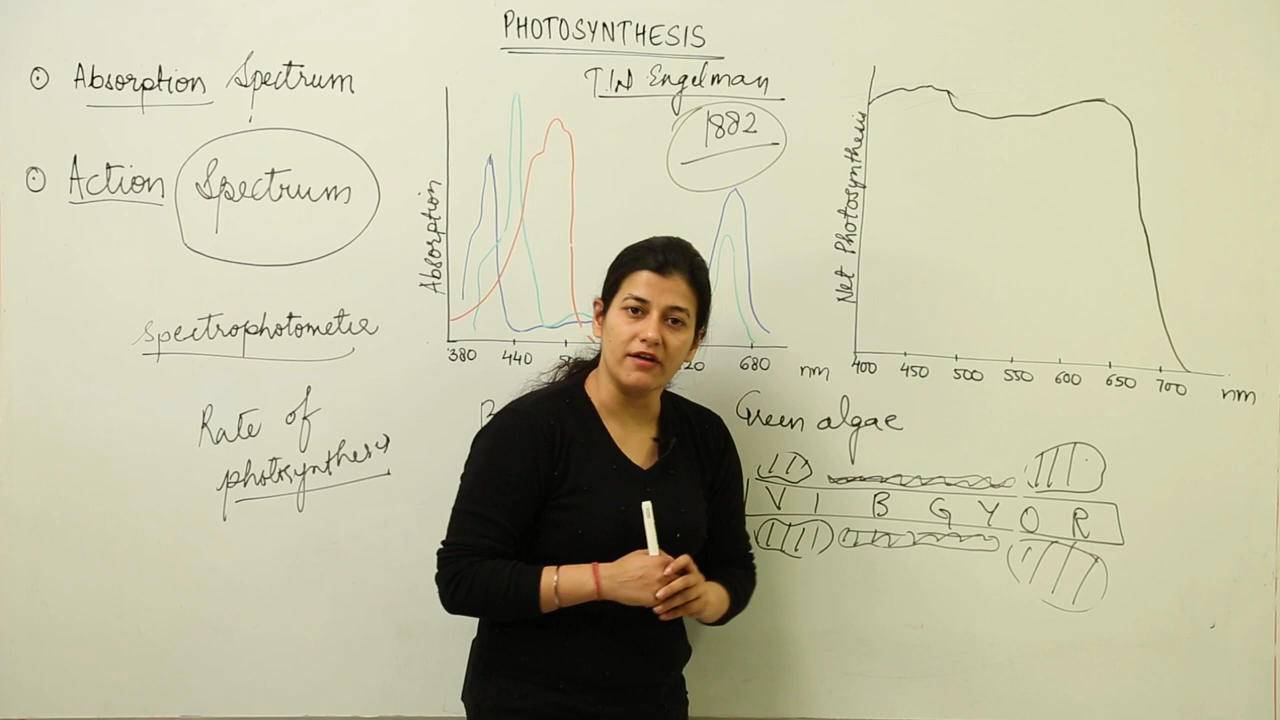 PHOTOSYNTHESIS
⊙ Absorption Spectrum
T.W Engelman
1882
⊙ Action Spectrum
Absorption
Net Photosynthesis
spectrophotometre
380 440 680 nm
400 450 500 550 600 650 700 nm
Rate of
photosynthesis
Green algae
V I B G Y O R